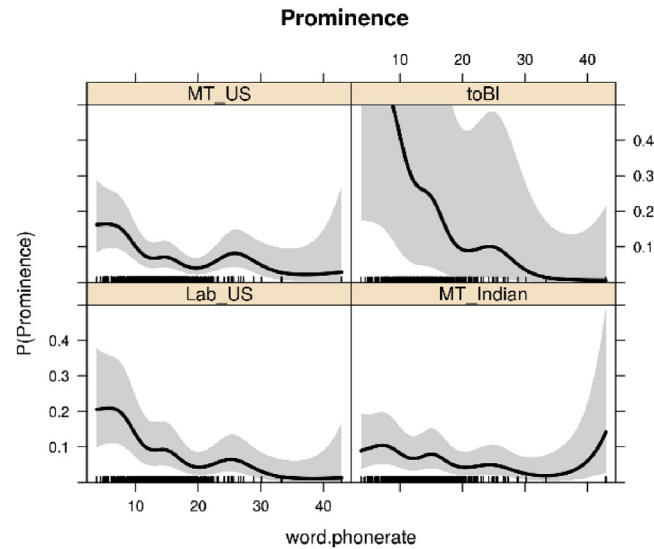 Prominence
10 20 30 40
MT_US toBI
0.4
0.3
0.2
0.1
Lab_US MT_Indian
0.4
0.3
0.2
0.1
10 20 30 40
P(Prominence)
word.phonerate